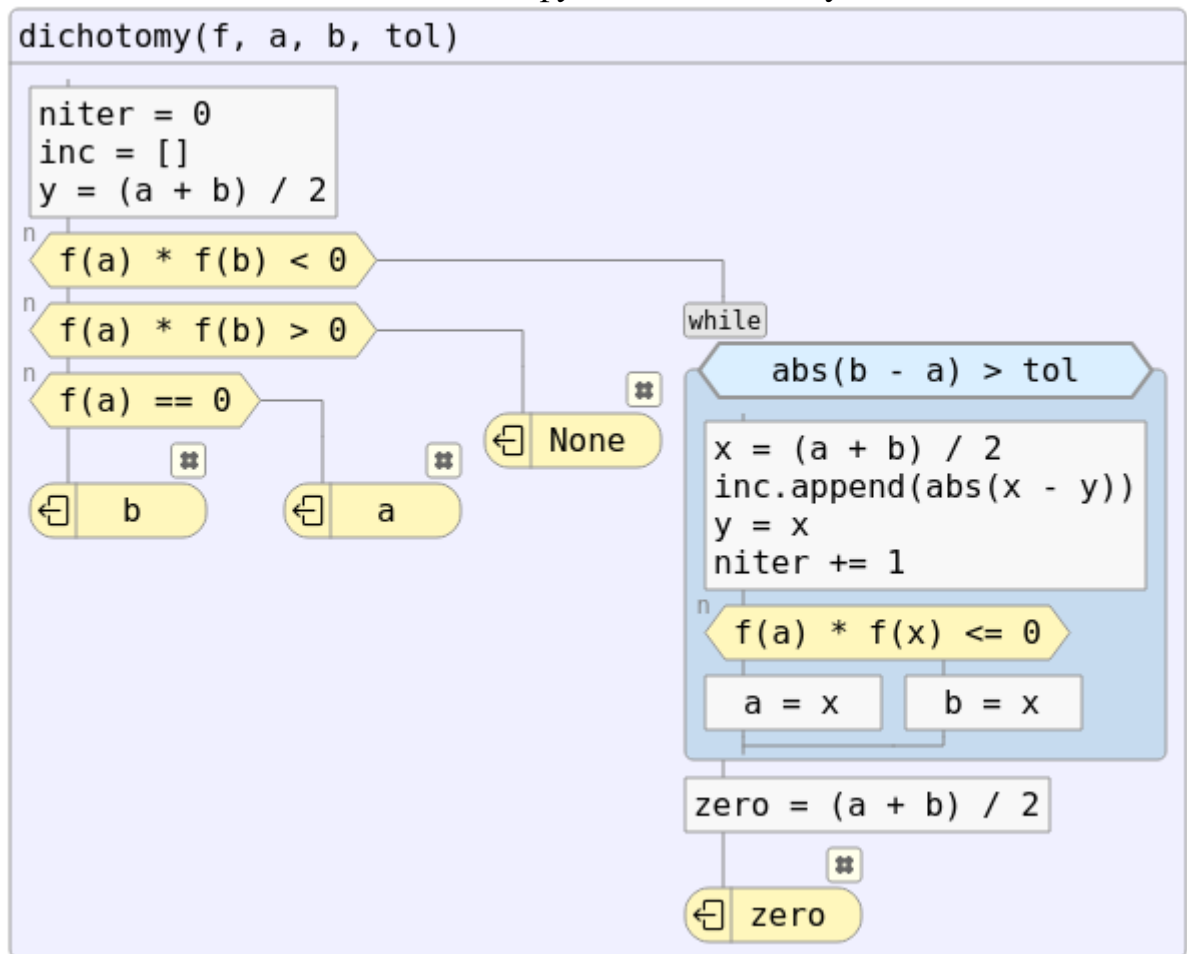 dichotomy(f, a, b, tol)
niter = 0
inc = []
y = (a + b) / 2
n
f(a) * f(b) < 0
n
f(a) * f(b) > 0
n
f(a) == 0
b
a
None
while
abs(b - a) > tol
x = (a + b) / 2
inc.append(abs(x - y))
y = x
niter += 1
n
f(a) * f(x) <= 0
a = x
b = x
zero = (a + b) / 2
zero